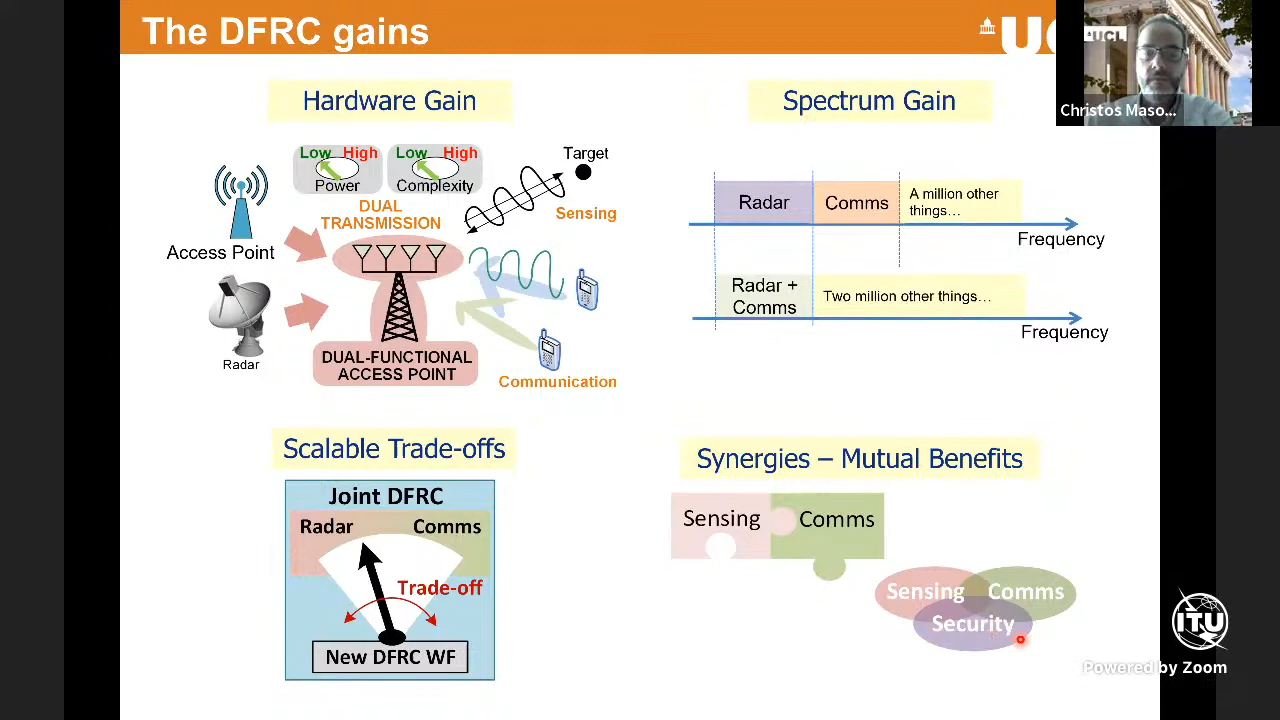 The DFRC gains
UCL
Christos Maso...
Hardware Gain
Spectrum Gain
Low High
Power
Low High
Complexity
Target
Sensing
DUAL
TRANSMISSION
Access Point
Radar
DUAL-FUNCTIONAL
ACCESS POINT
Communication
Radar
Comms
A million other
things...
Frequency
Radar +
Comms
Two million other things...
Frequency
Scalable Trade-offs
Joint DFRC
Radar
Comms
Trade-off
New DFRC WF
Synergies – Mutual Benefits
Sensing
Comms
Sensing
Comms
Security
ITU
Powered by Zoom